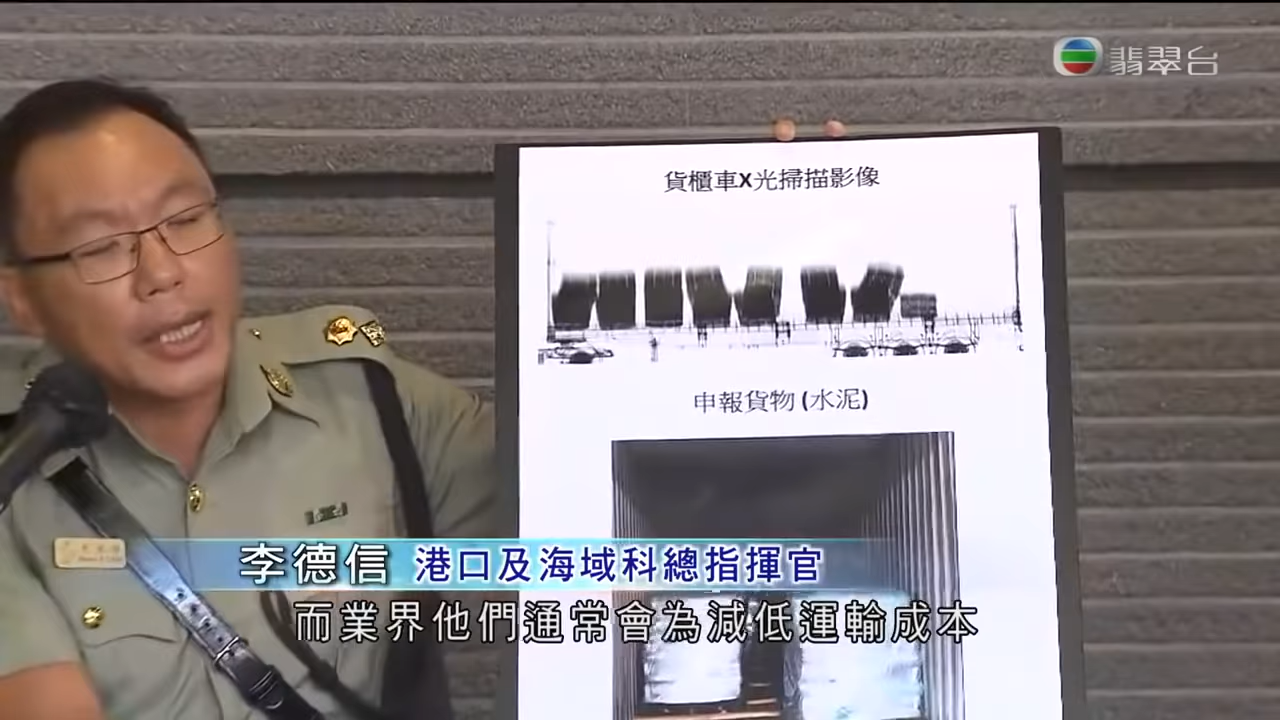 翡翠台
貨櫃車X光掃描影像
申報貨物 (水泥)
李德信 港口及海域科總指揮官
而業界他們通常會為減低運輸成本